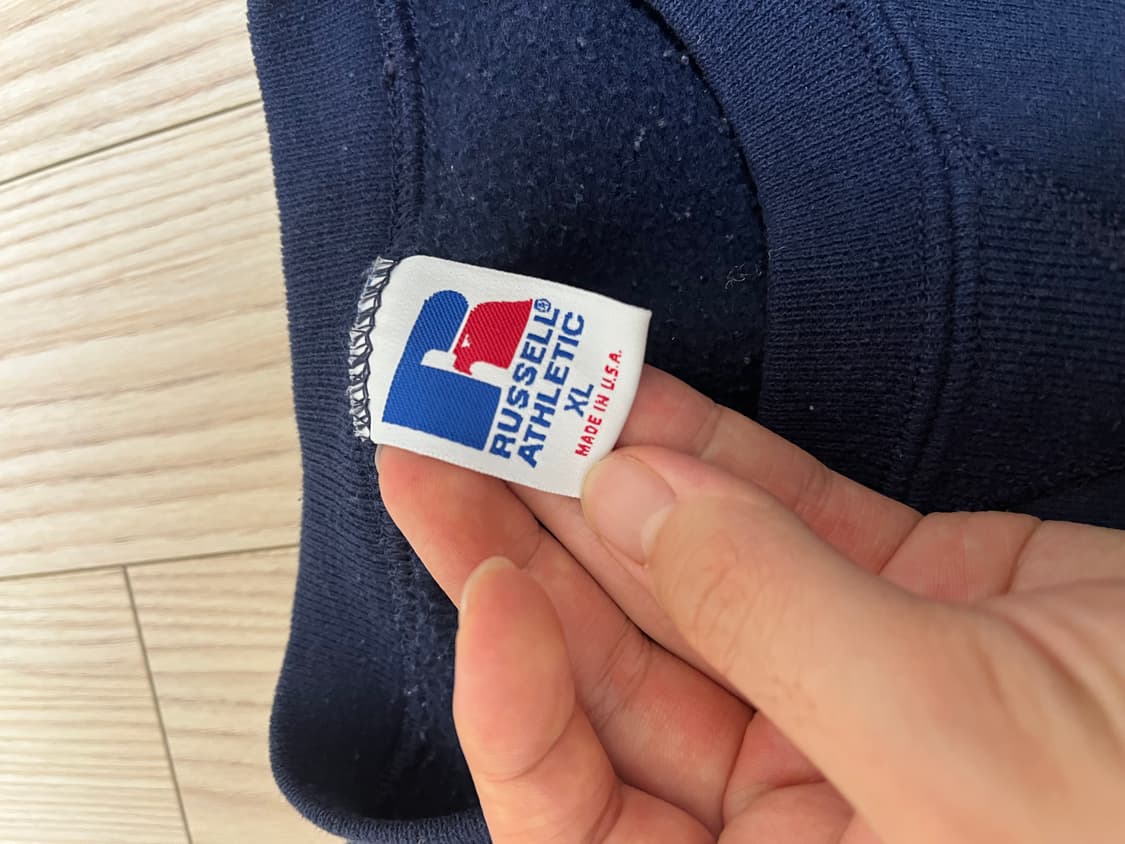 RUSSELL®
ATHLETIC
XL
MADE IN U.S.A.